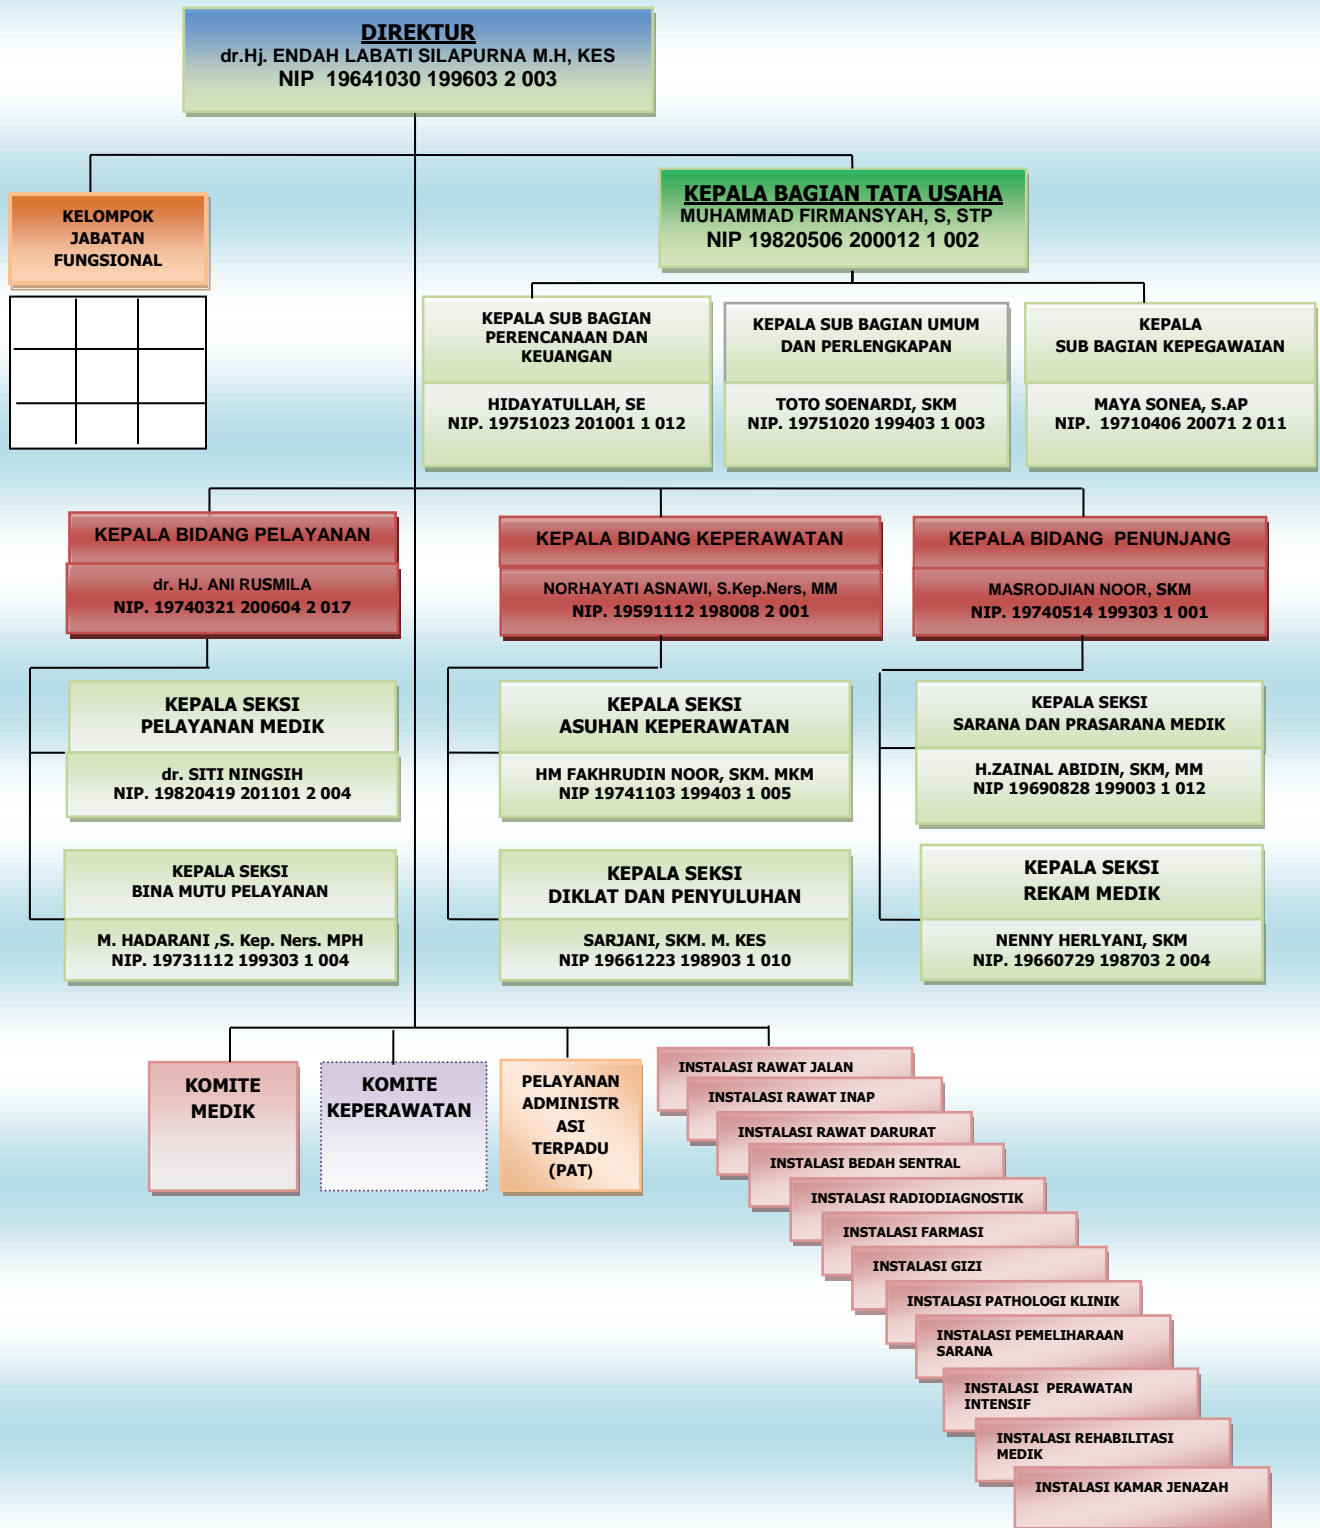 DIREKTUR
dr.Hj. ENDAH LABATI SILAPURNA M.H, KES
NIP 19641030 199603 2 003
KELOMPOK
JABATAN
FUNGSIONAL
KEPALA BAGIAN TATA USAHA
MUHAMMAD FIRMANSYAH, S, STP
NIP 19820506 200012 1 002
KEPALA SUB BAGIAN
PERENCANAAN DAN
KEUANGAN
HIDAYATULLAH, SE
NIP. 19751023 201001 1 012
KEPALA SUB BAGIAN UMUM
DAN PERLENGKAPAN
TOTO SOENARDI, SKM
NIP. 19751020 199403 1 003
KEPALA
SUB BAGIAN KEPEGAWAIAN
MAYA SONEA, S.AP
NIP. 19710406 20071 2 011
KEPALA BIDANG PELAYANAN
dr. HJ. ANI RUSMILA
NIP. 19740321 200604 2 017
KEPALA BIDANG KEPERAWATAN
NORHAYATI ASNAWI, S.Kep.Ners, MM
NIP. 19591112 198008 2 001
KEPALA BIDANG PENUNJANG
MASRODJIAN NOOR, SKM
NIP. 19740514 199303 1 001
KEPALA SEKSI
PELAYANAN MEDIK
dr. SITI NINGSIH
NIP. 19820419 201101 2 004
KEPALA SEKSI
ASUHAN KEPERAWATAN
HM FAKHRUDIN NOOR, SKM. MKM
NIP 19741103 199403 1 005
KEPALA SEKSI
SARANA DAN PRASARANA MEDIK
H.ZAINAL ABIDIN, SKM, MM
NIP 19690828 199003 1 012
KEPALA SEKSI
BINA MUTU PELAYANAN
M. HADARANI ,S. Kep. Ners. MPH
NIP. 19731112 199303 1 004
KEPALA SEKSI
DIKLAT DAN PENYULUHAN
SARJANI, SKM. M. KES
NIP 19661223 198903 1 010
KEPALA SEKSI
REKAM MEDIK
NENNY HERLYANI, SKM
NIP. 19660729 198703 2 004
KOMITE
MEDIK
KOMITE
KEPERAWATAN
PELAYANAN
ADMINISTR
ASI
TERPADU
(PAT)
INSTALASI RAWAT JALAN
INSTALASI RAWAT INAP
INSTALASI RAWAT DARURAT
INSTALASI BEDAH SENTRAL
INSTALASI RADIODIAGNOSTIK
INSTALASI FARMASI
INSTALASI GIZI
INSTALASI PATHOLOGI KLINIK
INSTALASI PEMELIHARAAN
SARANA
INSTALASI PERAWATAN
INTENSIF
INSTALASI REHABILITASI
MEDIK
INSTALASI KAMAR JENAZAH